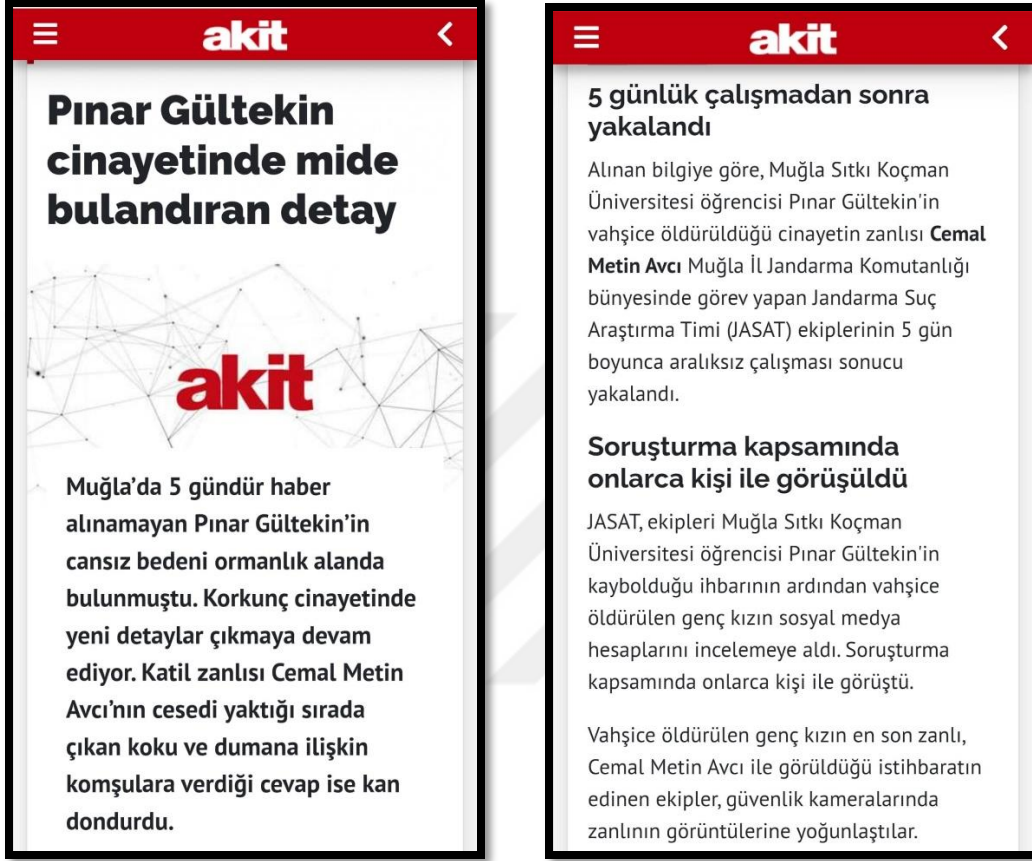 akit
Pınar Gültekin
cinayetinde mide
bulandıran detay
akit
Muğla’da 5 gündür haber
alınamayan Pınar Gültekin’in
cansız bedeni ormanlık alanda
bulunmuştu. Korkunç cinayetinde
yeni detaylar çıkmaya devam
ediyor. Katil zanlısı Cemal Metin
Avcı’nın cesedi yaktığı sırada
çıkan koku ve dumana ilişkin
komşulara verdiği cevap ise kan
dondurdu.
akit
5 günlük çalışmadan sonra
yakalandı
Alınan bilgiye göre, Muğla Sıtkı Koçman
Üniversitesi öğrencisi Pınar Gültekin'in
vahşice öldürüldüğü cinayetin zanlısı Cemal
Metin Avcı Muğla İl Jandarma Komutanlığı
bünyesinde görev yapan Jandarma Suç
Araştırma Timi (JASAT) ekiplerinin 5 gün
boyunca aralıksız çalışması sonucu
yakalandı.
Soruşturma kapsamında
onlarca kişi ile görüşüldü
JASAT, ekipleri Muğla Sıtkı Koçman
Üniversitesi öğrencisi Pınar Gültekin'in
kaybolduğu ihbarının ardından vahşice
öldürülen genç kızın sosyal medya
hesaplarını incelemeye aldı. Soruşturma
kapsamında onlarca kişi ile görüştü.
Vahşice öldürülen genç kızın en son zanlı,
Cemal Metin Avcı ile görüldüğü istihbaratın
edinen ekipler, güvenlik kameralarında
zanlının görüntülerine yoğunlaştılar.